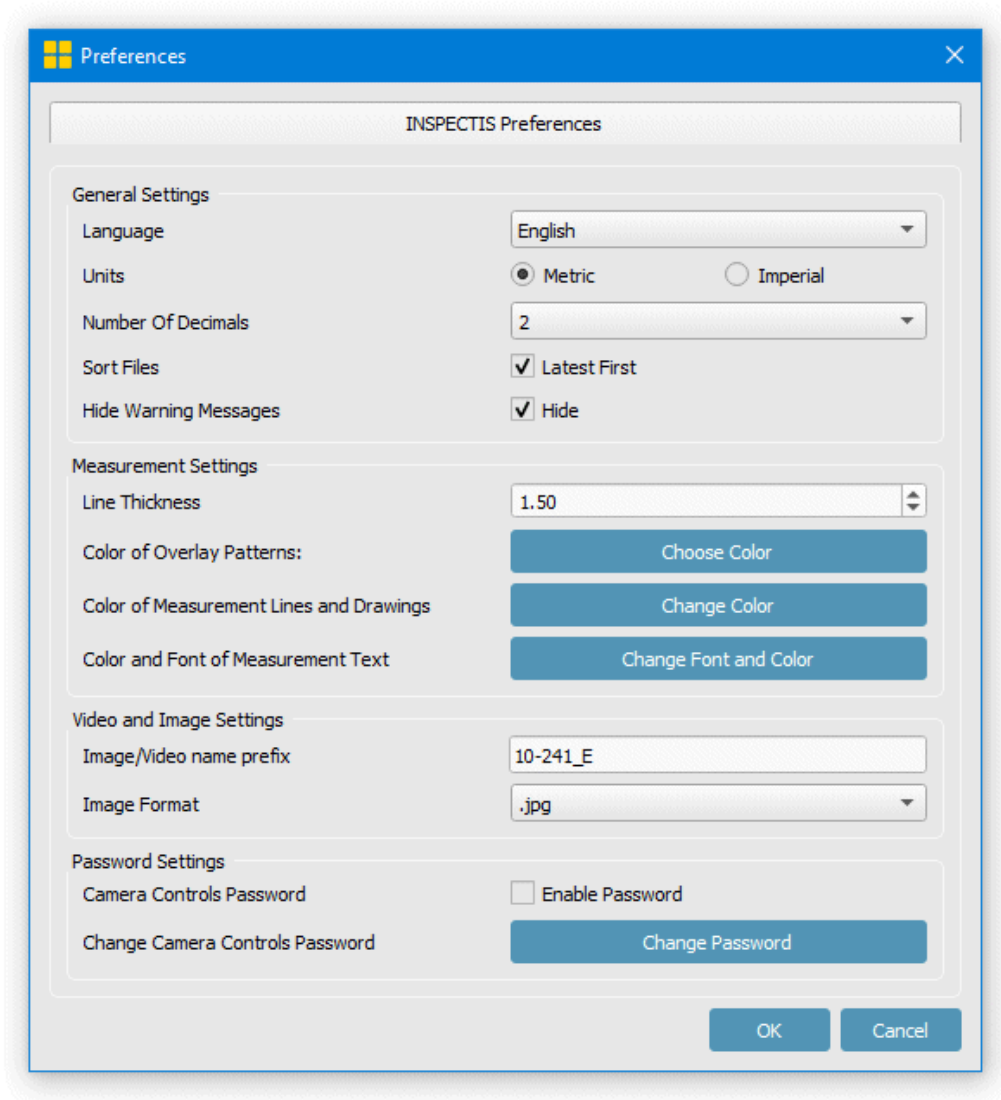 Preferences
INSPECTIS Preferences
General Settings
Language English
Units Metric Imperial
Number Of Decimals 2
Sort Files Latest First
Hide Warning Messages Hide
Measurement Settings
Line Thickness 1.50
Color of Overlay Patterns: Choose Color
Color of Measurement Lines and Drawings Change Color
Color and Font of Measurement Text Change Font and Color
Video and Image Settings
Image/Video name prefix 10-241_E
Image Format .jpg
Password Settings
Camera Controls Password Enable Password
Change Camera Controls Password Change Password
OK Cancel